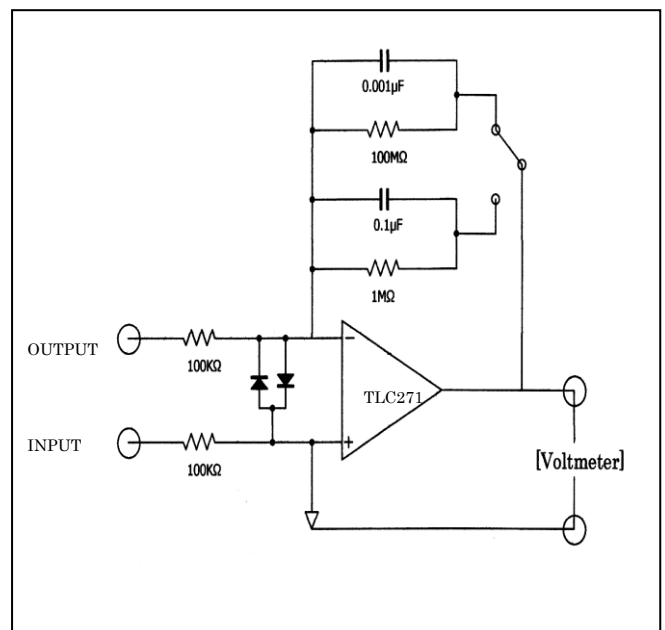 0.001μF
100MΩ
0.1μF
1MΩ
OUTPUT
100KΩ
−
TLC271
INPUT
100KΩ
+
[Voltmeter]